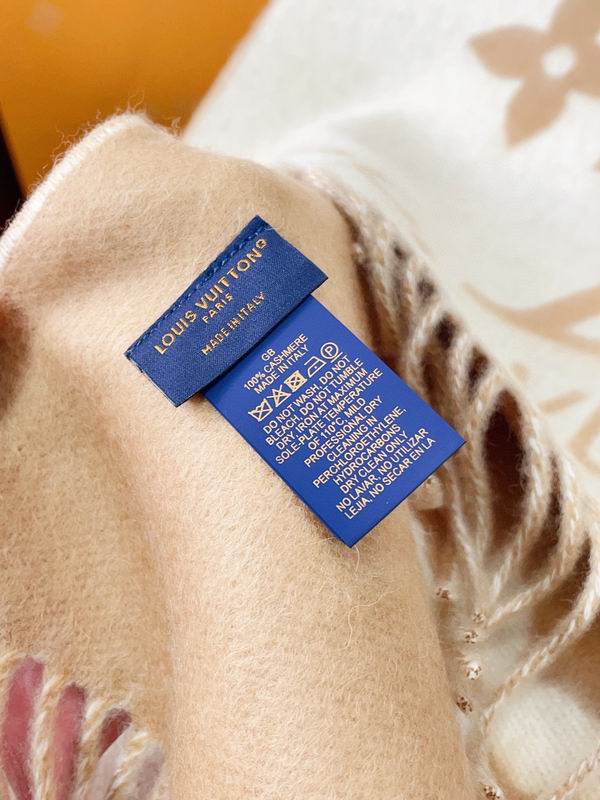 LOUIS VUITTON®
PARIS
MADE IN ITALY
GB
100% CASHMERE
MADE IN ITALY
DO NOT WASH, DO NOT
BLEACH, DO NOT TUMBLE
DRY, IRON AT MAXIMUM
SOLE-PLATE TEMPERATURE
OF 110°C, MILD
PROFESSIONAL DRY
CLEANING IN
PERCHLOROETHYLENE,
HYDROCARBONS
DRY CLEAN ONLY
NO LAVAR, NO UTILIZAR
LEJIA, NO SECAR EN LA